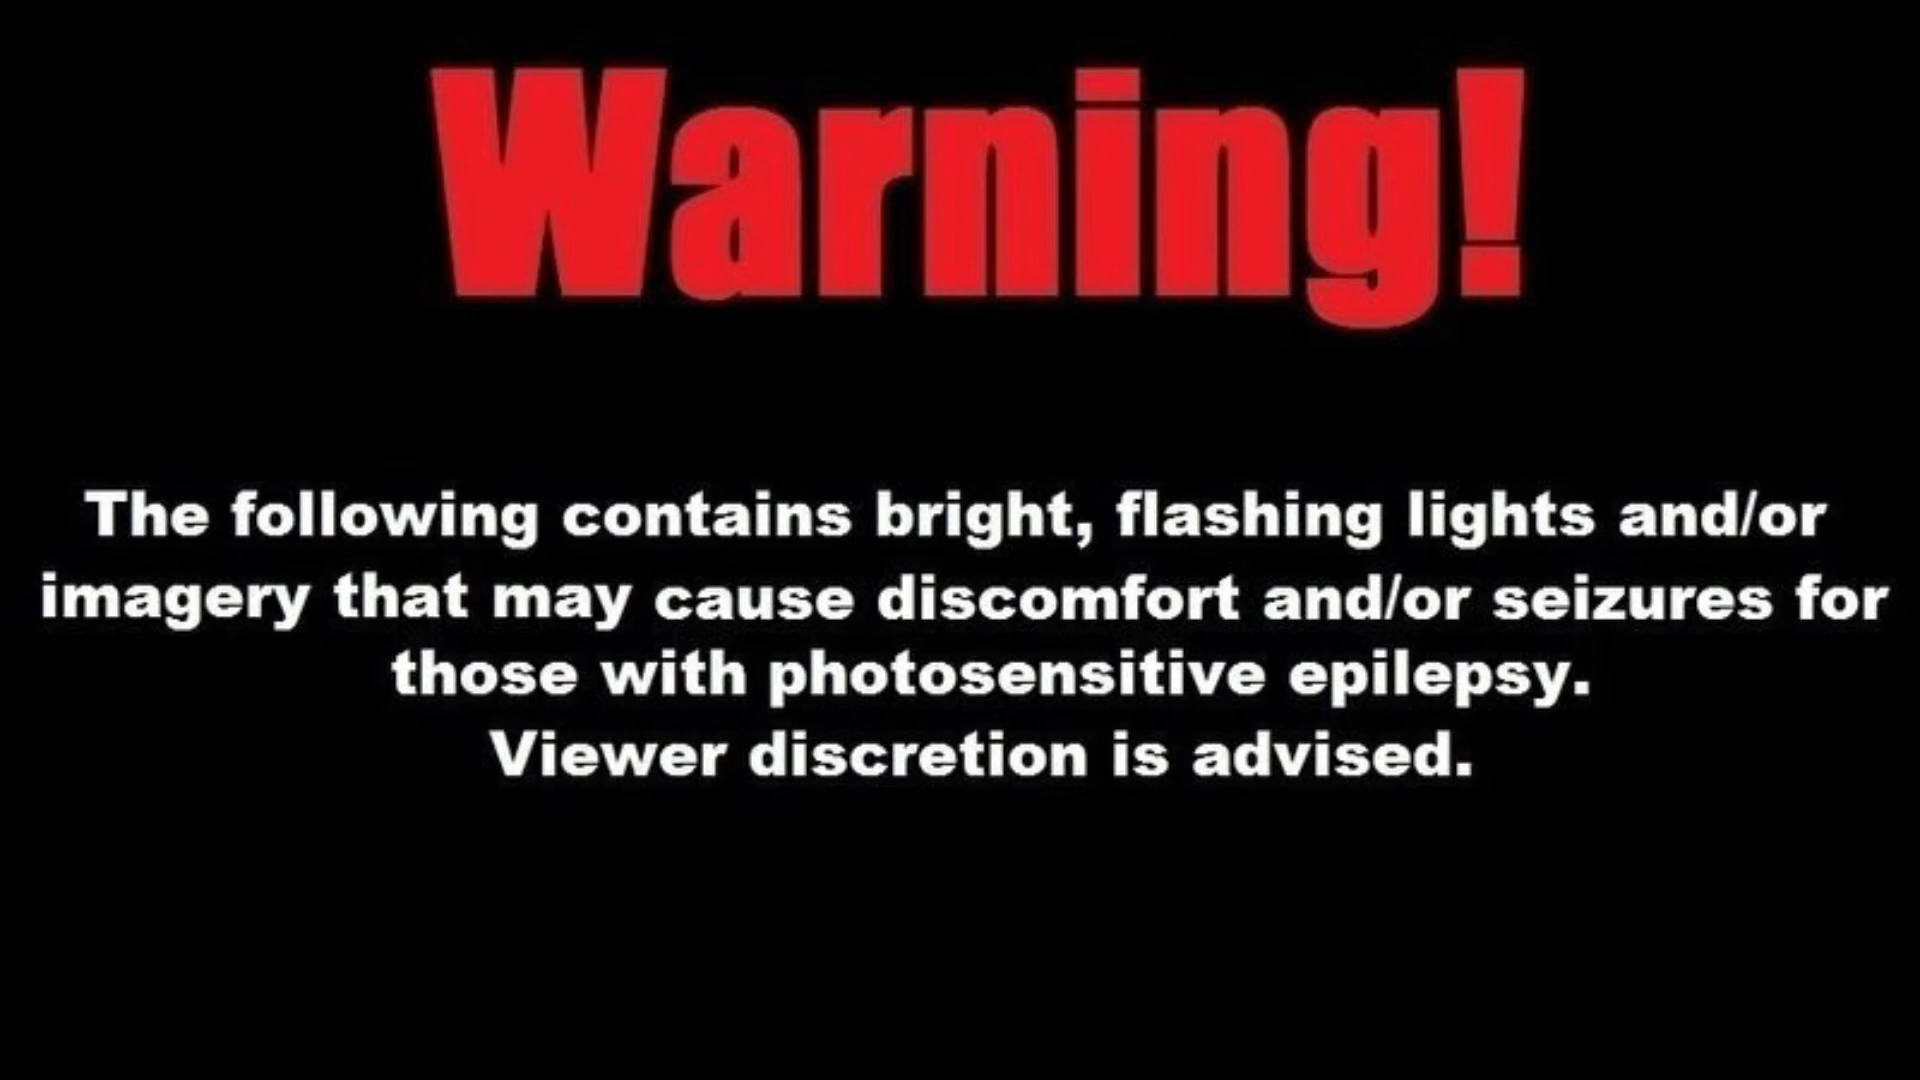 Warning!
The following contains bright, flashing lights and/or
imagery that may cause discomfort and/or seizures for
those with photosensitive epilepsy.
Viewer discretion is advised.